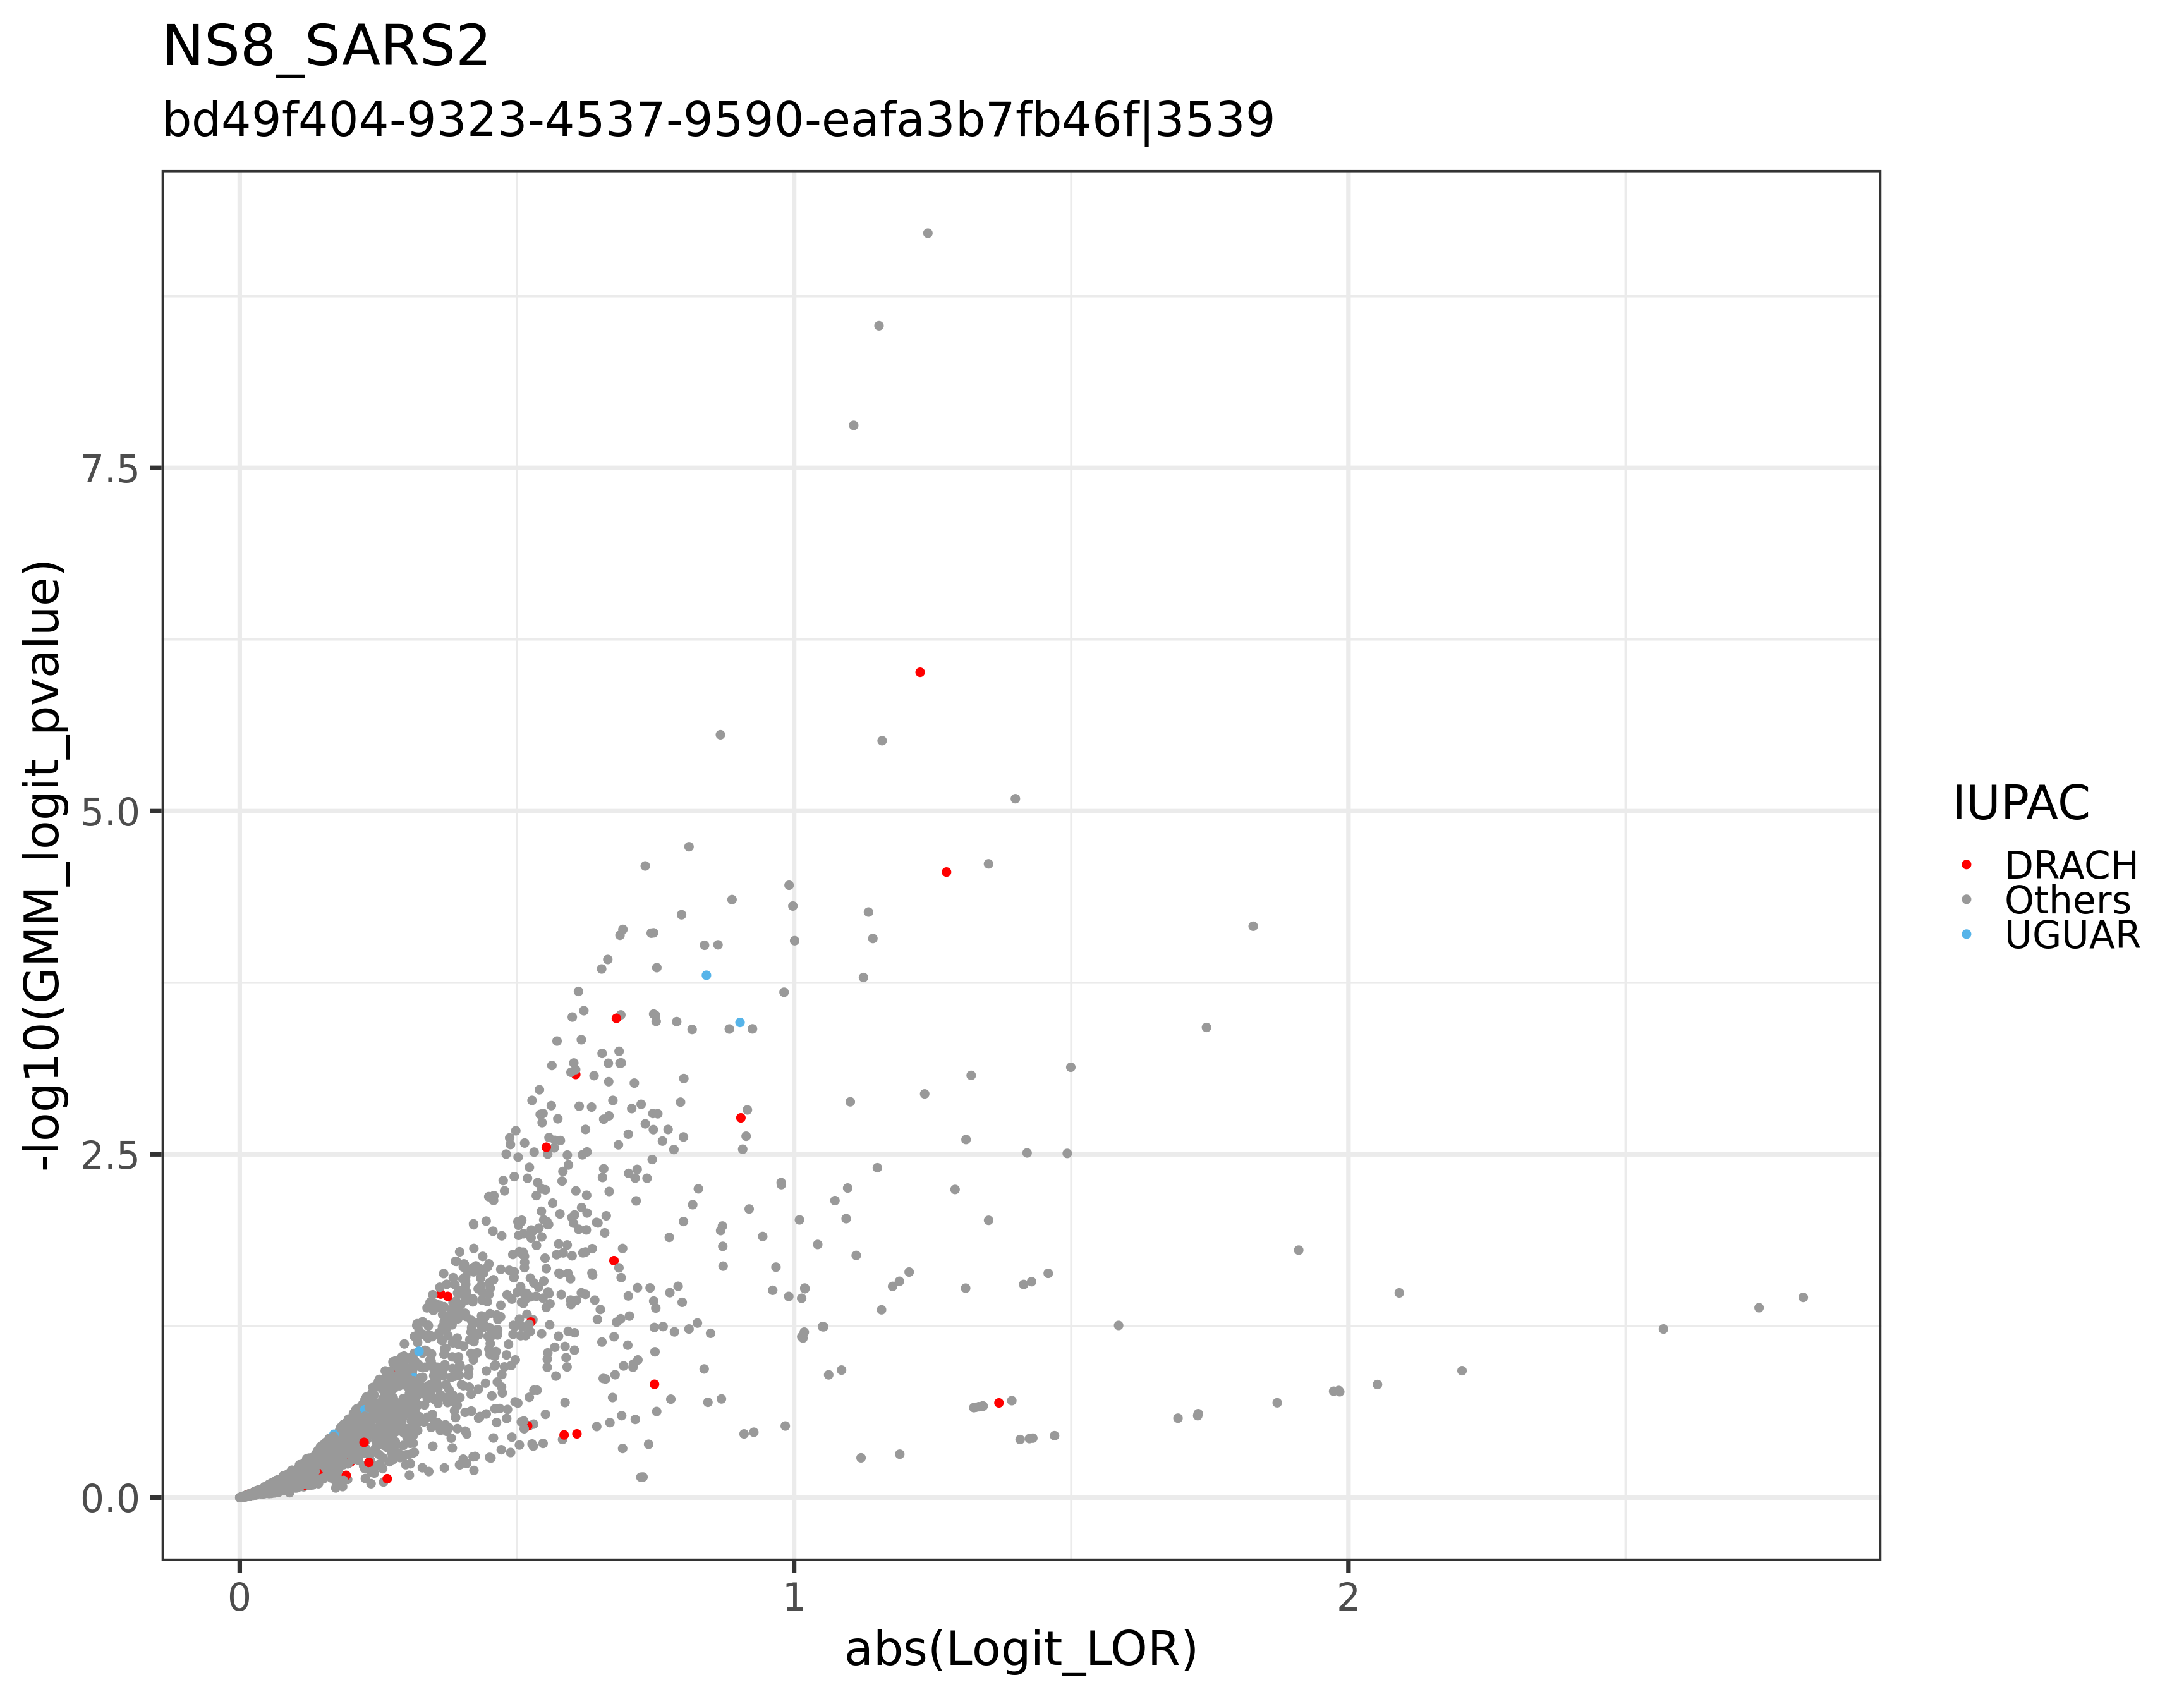 NS8_SARS2
bd49f404-9323-4537-9590-eafa3b7fb46f|3539
-log10(GMM_logit_pvalue)
7.5
5.0
2.5
0.0
0
1
2
abs(Logit_LOR)
IUPAC
DRACH
Others
UGUAR